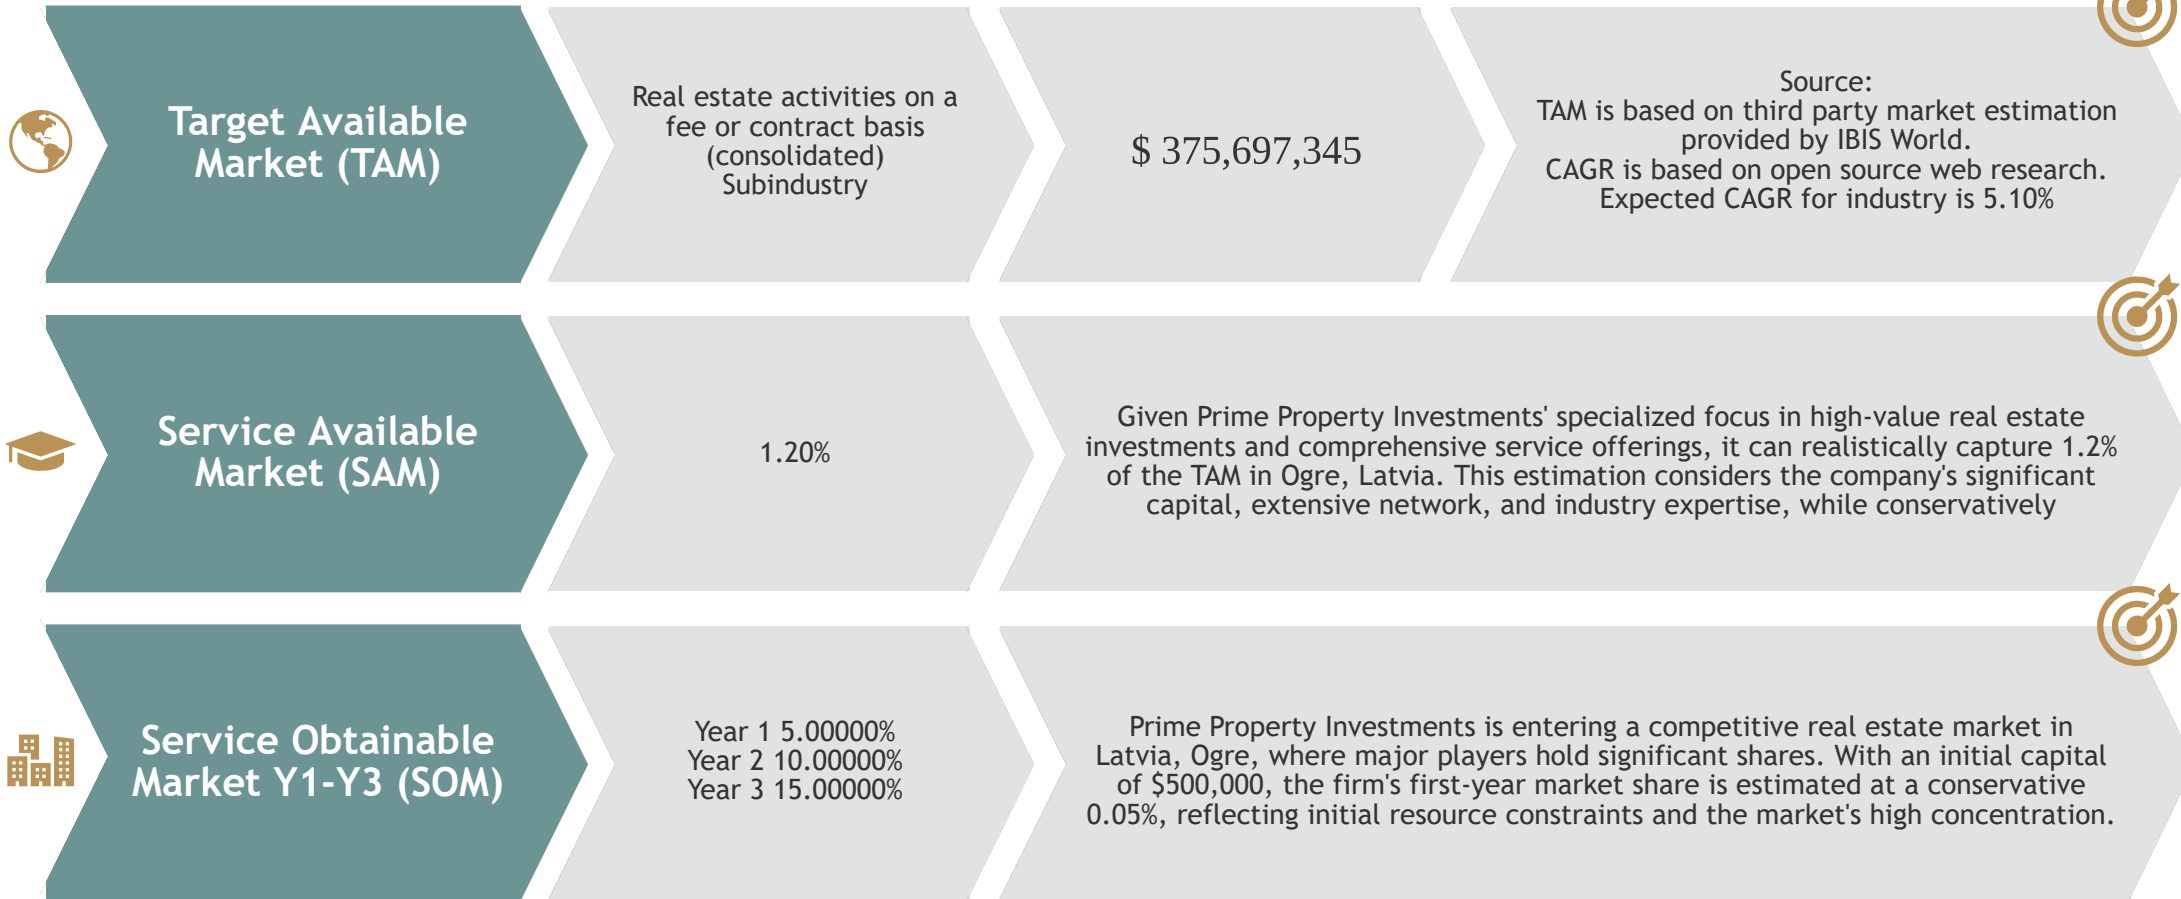 Target Available
Market (TAM)
Real estate activities on a
fee or contract basis
(consolidated)
Subindustry
$ 375,697,345
Source:
TAM is based on third party market estimation
provided by IBIS World.
CAGR is based on open source web research.
Expected CAGR for industry is 5.10%
Service Available
Market (SAM)
1.20%
Given Prime Property Investments' specialized focus in high-value real estate
investments and comprehensive service offerings, it can realistically capture 1.2%
of the TAM in Ogre, Latvia. This estimation considers the company's significant
capital, extensive network, and industry expertise, while conservatively
Service Obtainable
Market Y1-Y3 (SOM)
Year 1 5.00000%
Year 2 10.00000%
Year 3 15.00000%
Prime Property Investments is entering a competitive real estate market in
Latvia, Ogre, where major players hold significant shares. With an initial capital
of $500,000, the firm's first-year market share is estimated at a conservative
0.05%, reflecting initial resource constraints and the market's high concentration.